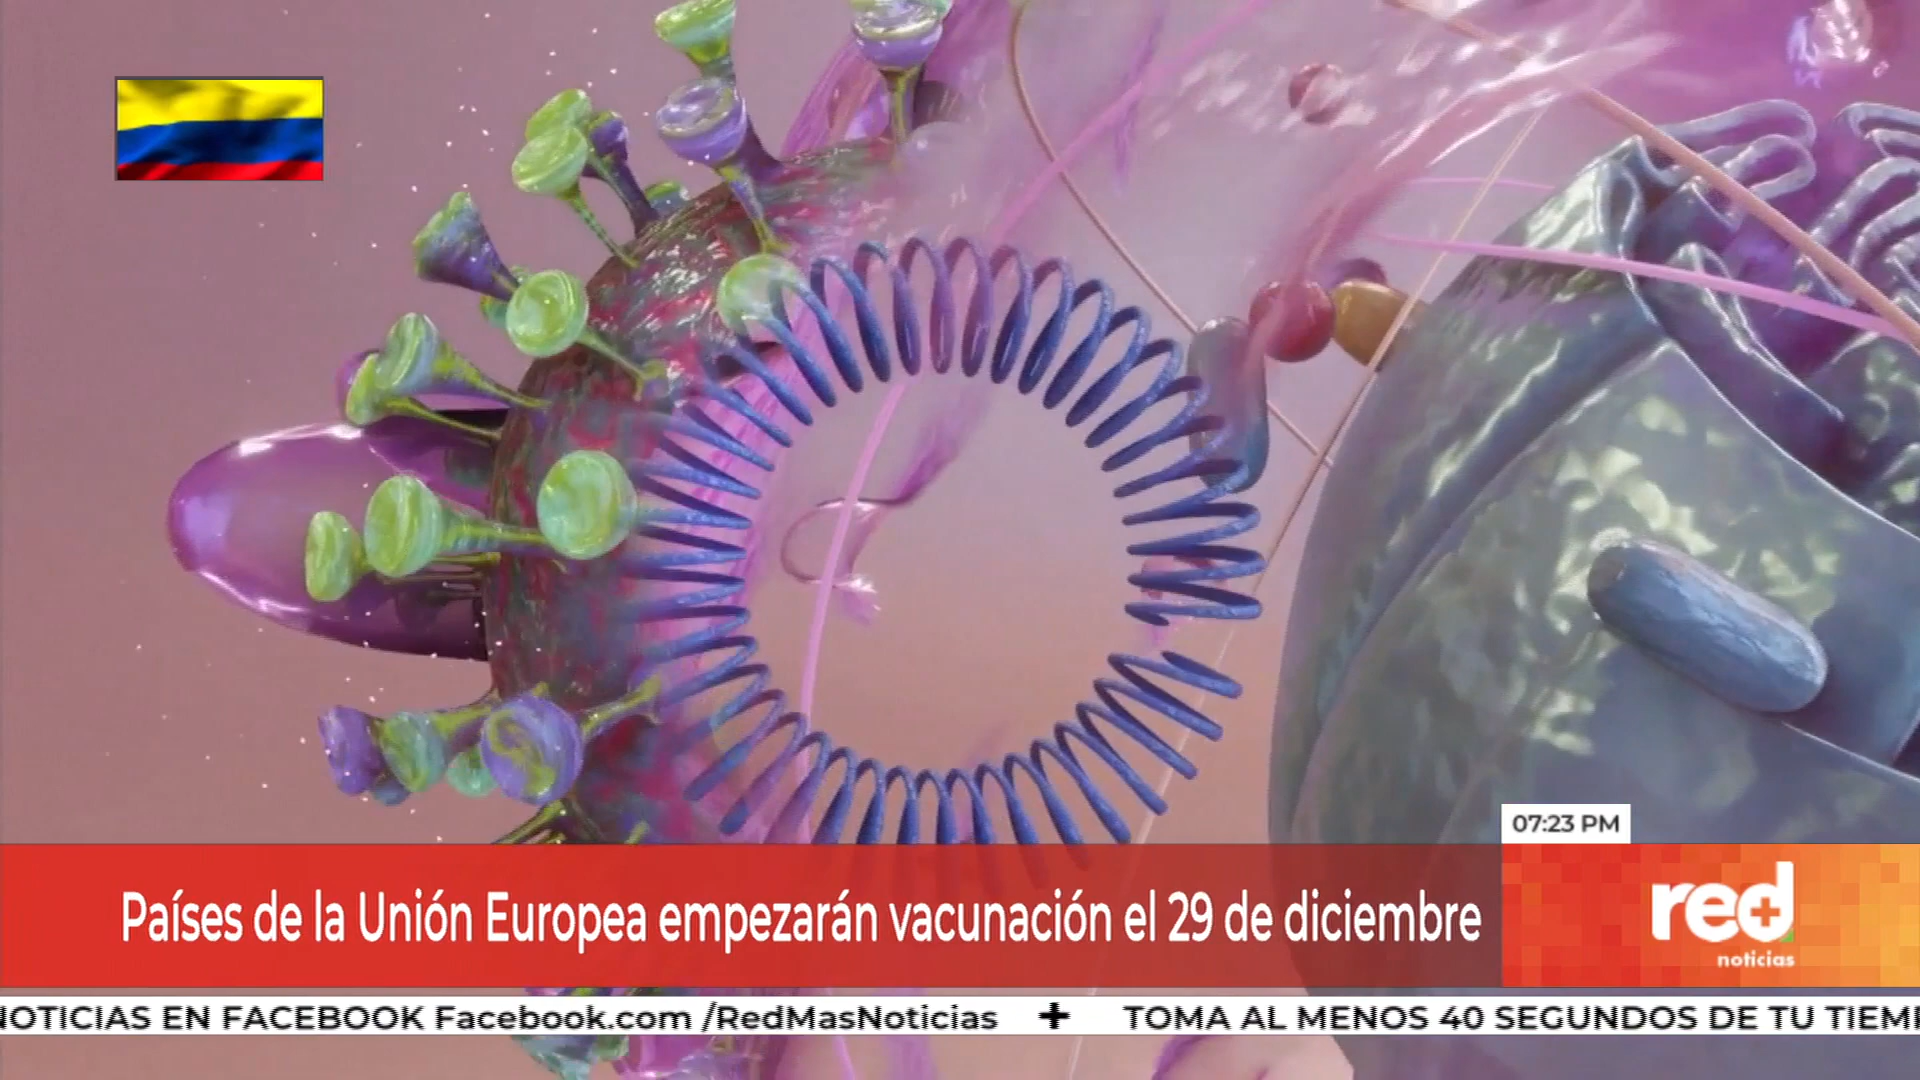 07:23 PM
Países de la Unión Europea empezarán vacunación el 29 de diciembre
red+
noticias
NOTICIAS EN FACEBOOK Facebook.com /RedMasNoticias + TOMA AL MENOS 40 SEGUNDOS DE TU